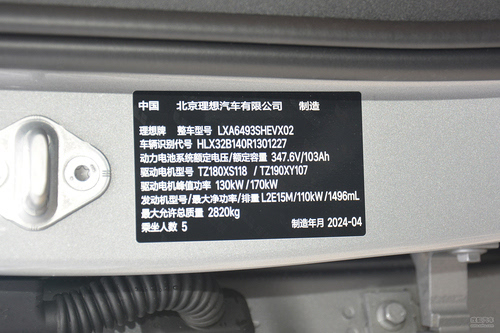 中国 北京理想汽车有限公司 制造
理想牌 整车型号 LXA6493SHEVX02
车辆识别代号 HLX32B140R1301227
动力电池系统额定电压/额定容量 347.6V/103Ah
驱动电机型号 TZ180XS118 /TZ190XY107
驱动电机峰值功率 130kW/170kW
发动机型号/最大净功率/排量 L2E15M/110kW/1496mL
最大允许总质量 2820kg
乘坐人数 5 制造年月 2024-04